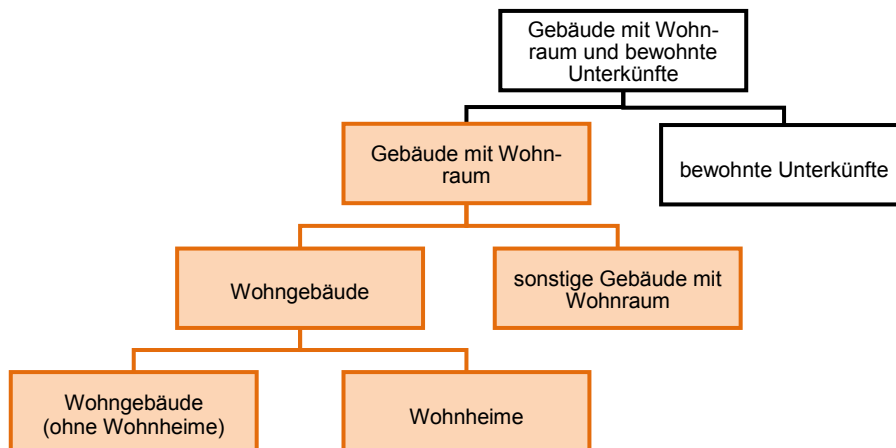 Gebäude mit Wohn-
raum und bewohnte
Unterkünfte
Gebäude mit Wohn-
raum
bewohnte Unterkünfte
Wohngebäude
sonstige Gebäude mit
Wohnraum
Wohngebäude
(ohne Wohnheime)
Wohnheime